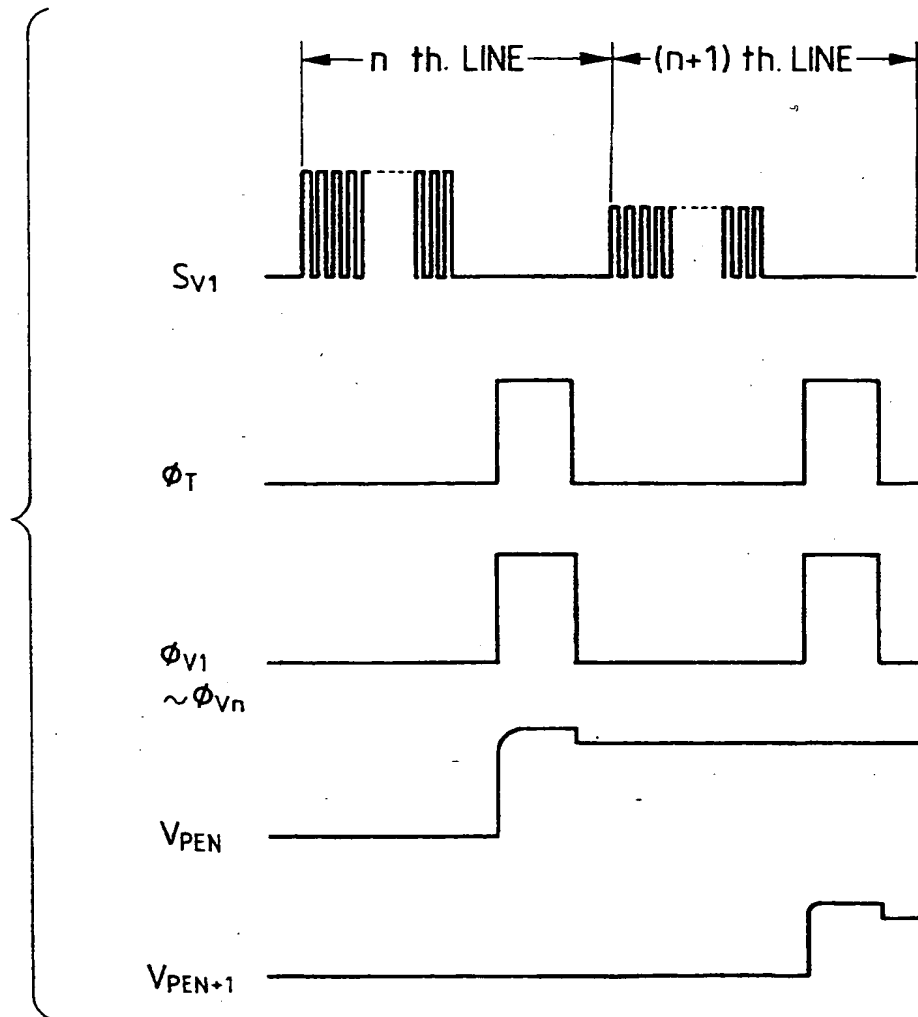 n th. LINE
(n+1) th. LINE
SV1
ϕT
ϕV1
~ϕVn
VPEN
VPEN+1